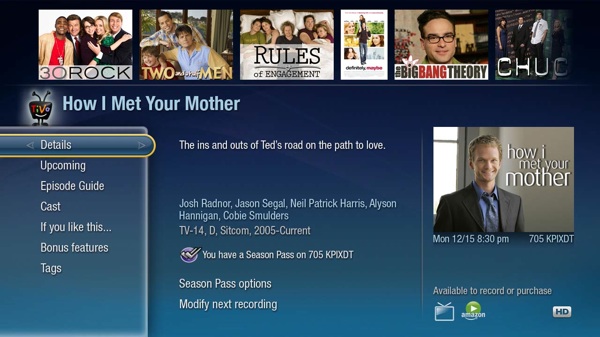 30ROCK
TWO and a half MEN
RULES
of ENGAGEMENT
definitely, maybe
the BIG BANG THEORY
CHUC
TiVo
How I Met Your Mother
Details
Upcoming
Episode Guide
Cast
If you like this...
Bonus features
Tags
The ins and outs of Ted's road on the path to love.
Josh Radnor, Jason Segal, Neil Patrick Harris, Alyson
Hannigan, Cobie Smulders
TV-14, D, Sitcom, 2005-Current
You have a Season Pass on 705 KPIXDT
Season Pass options
Modify next recording
how i
met your
mother
Mon 12/15 8:30 pm 705 KPIXDT
Available to record or purchase
amazon
HD